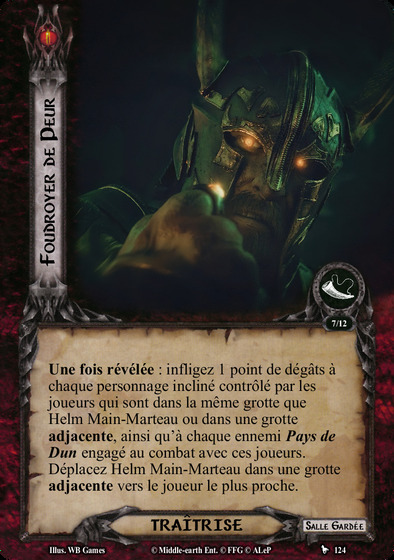 Foudroyer de Peur
7/12
Une fois révélée : infligez 1 point de dégâts à
chaque personnage incliné contrôlé par les
joueurs qui sont dans la même grotte que
Helm Main-Marteau ou dans une grotte
adjacente, ainsi qu'à chaque ennemi Pays de
Dun engagé au combat avec ces joueurs.
Déplacez Helm Main-Marteau dans une grotte
adjacente vers le joueur le plus proche.
TRAÎTRISE
Salle Gardée
Illus. WB Games
©Middle-earth Ent. © FFG © ALeP
124